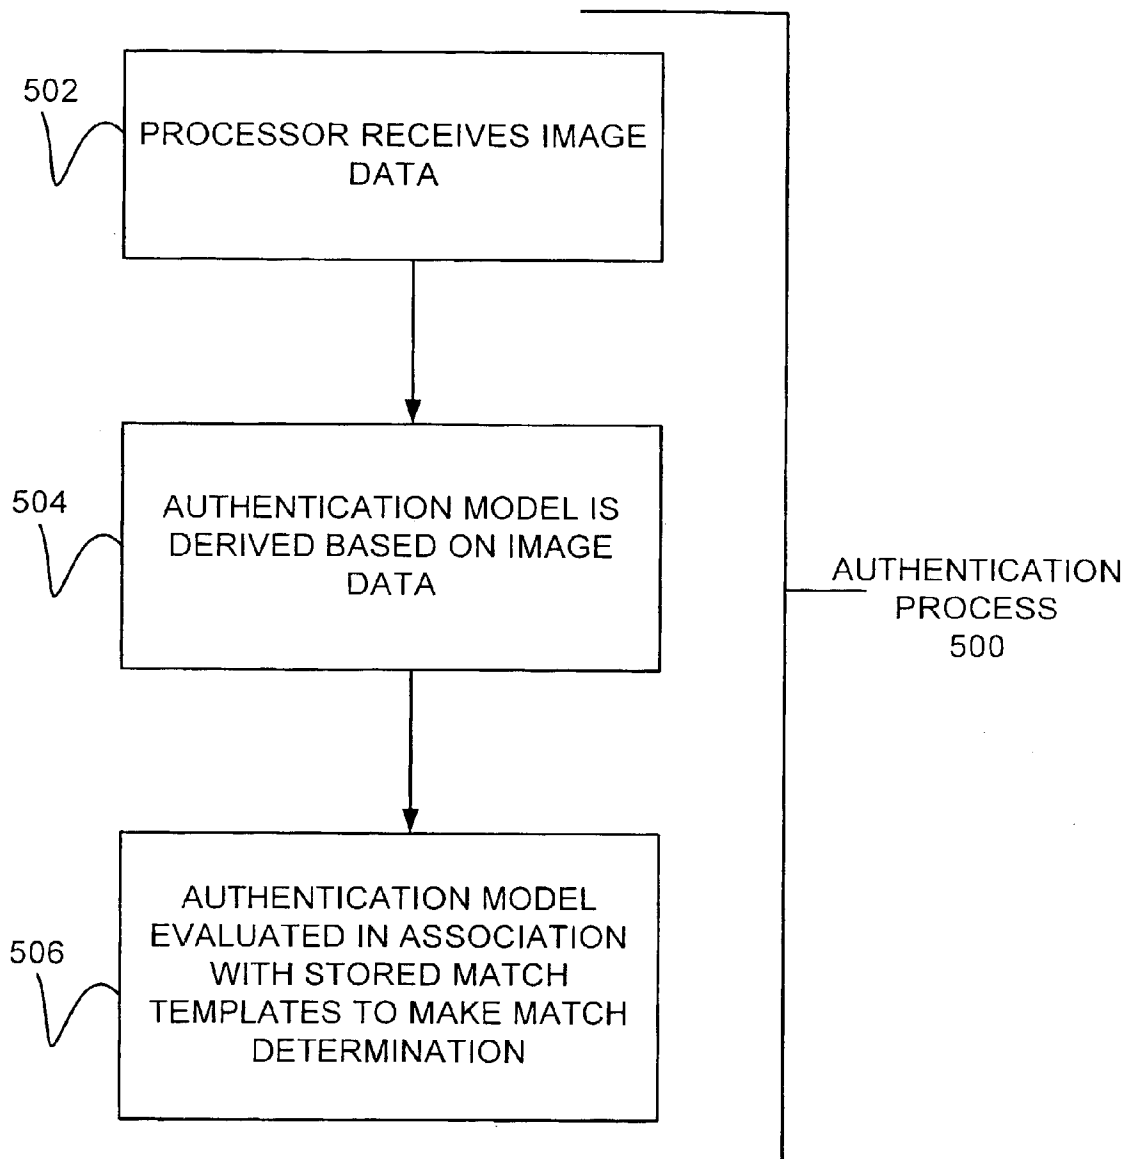 502
PROCESSOR RECEIVES IMAGE
DATA
504
AUTHENTICATION MODEL IS
DERIVED BASED ON IMAGE
DATA
AUTHENTICATION
PROCESS
500
506
AUTHENTICATION MODEL
EVALUATED IN ASSOCIATION
WITH STORED MATCH
TEMPLATES TO MAKE MATCH
DETERMINATION